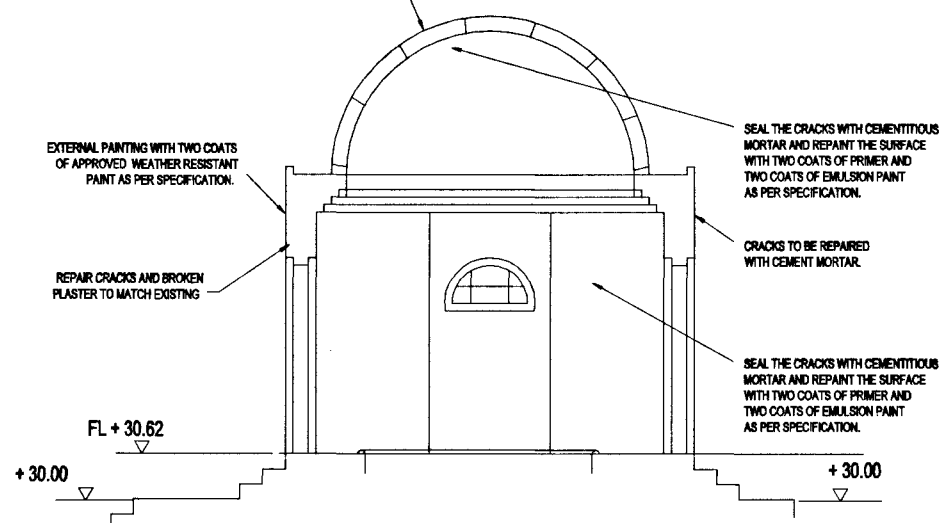 SEAL THE CRACKS WITH CEMENTITIOUS
MORTAR AND REPAINT THE SURFACE
WITH TWO COATS OF PRIMER AND
TWO COATS OF EMULSION PAINT
AS PER SPECIFICATION.
EXTERNAL PAINTING WITH TWO COATS
OF APPROVED WEATHER RESISTANT
PAINT AS PER SPECIFICATION.
CRACKS TO BE REPAIRED
WITH CEMENT MORTAR.
REPAIR CRACKS AND BROKEN
PLASTER TO MATCH EXISTING
SEAL THE CRACKS WITH CEMENTITIOUS
MORTAR AND REPAINT THE SURFACE
WITH TWO COATS OF PRIMER AND
TWO COATS OF EMULSION PAINT
AS PER SPECIFICATION.
FL + 30.62
+ 30.00
+ 30.00